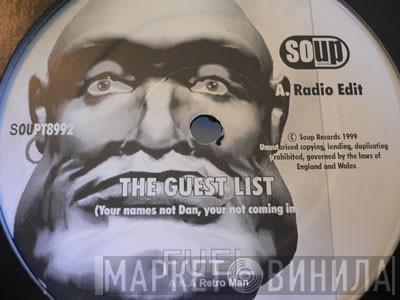 soup
A. Radio Edit
SOUPT8992
© Soup Records 1999
Unauthorised copying, lending, duplicating
prohibited, governed by the laws of
England and Wales
THE GUEST LIST
(Your names not Dan, your not coming in
FUEL
A.K.A Retro Man
МАРКЕТ ВИНИЛА